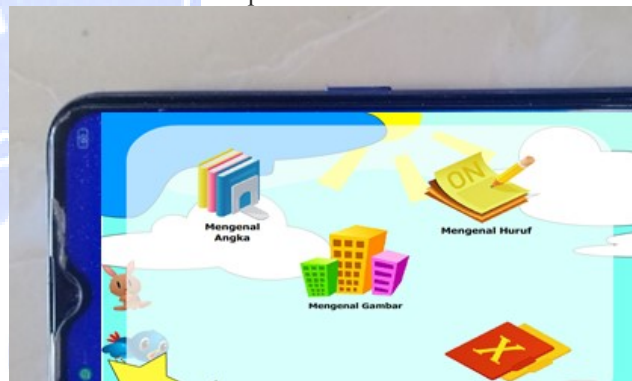 ON
Mengenal
Angka
Mengenal Huruf
Mengenal Gambar
X